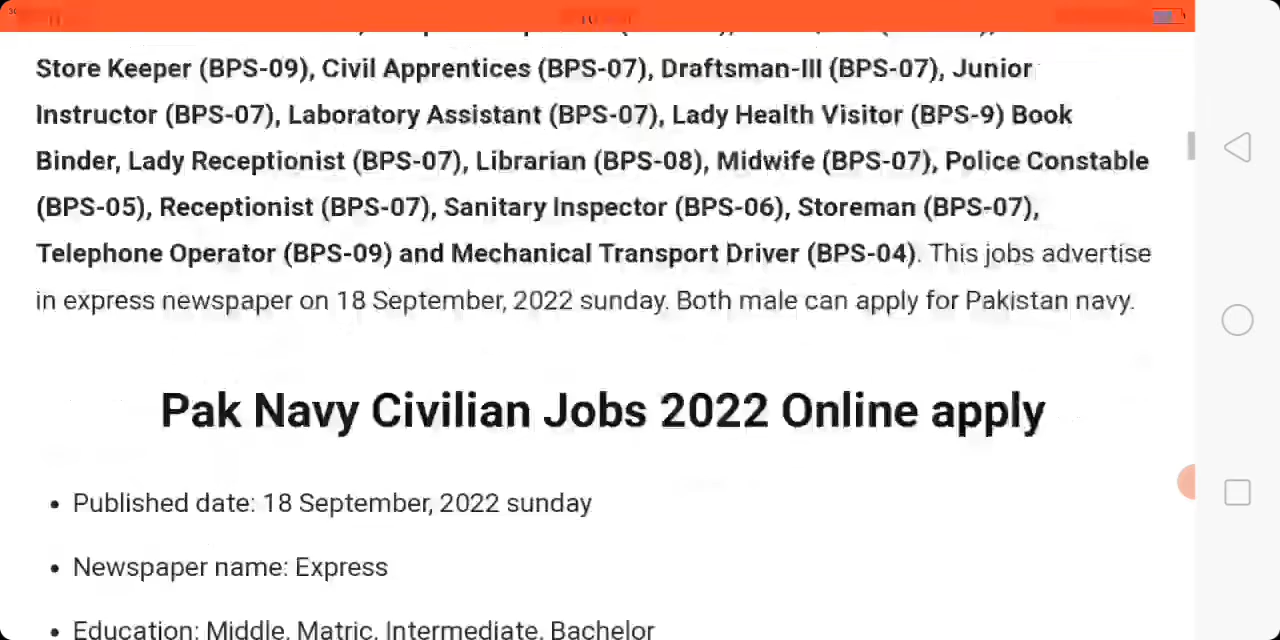 Store Keeper (BPS-09), Civil Apprentices (BPS-07), Draftsman-III (BPS-07), Junior
Instructor (BPS-07), Laboratory Assistant (BPS-07), Lady Health Visitor (BPS-9) Book
Binder, Lady Receptionist (BPS-07), Librarian (BPS-08), Midwife (BPS-07), Police Constable
(BPS-05), Receptionist (BPS-07), Sanitary Inspector (BPS-06), Storeman (BPS-07),
Telephone Operator (BPS-09) and Mechanical Transport Driver (BPS-04). This jobs advertise
in express newspaper on 18 September, 2022 sunday. Both male can apply for Pakistan navy.
Pak Navy Civilian Jobs 2022 Online apply
• Published date: 18 September, 2022 sunday
• Newspaper name: Express
• Education: Middle, Matric, Intermediate, Bachelor